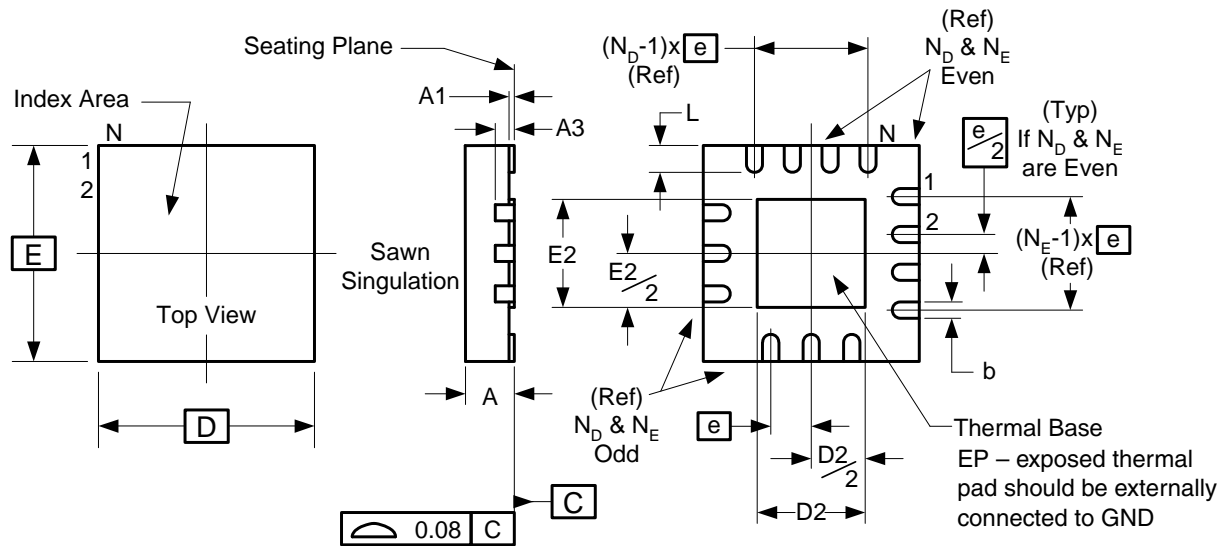 Seating Plane
Index Area
N
1
2
E
Top View
D
A1
A3
Sawn
Singulation
A
C
0.08 C
(N_D-1)x e
(Ref)
(Ref)
N_D & N_E
Even
L
N
e/2
(Typ)
If N_D & N_E
are Even
1
2
(N_E-1)x e
(Ref)
E2
E2/2
b
(Ref)
N_D & N_E
Odd
e
D2/2
D2
Thermal Base
EP – exposed thermal
pad should be externally
connected to GND